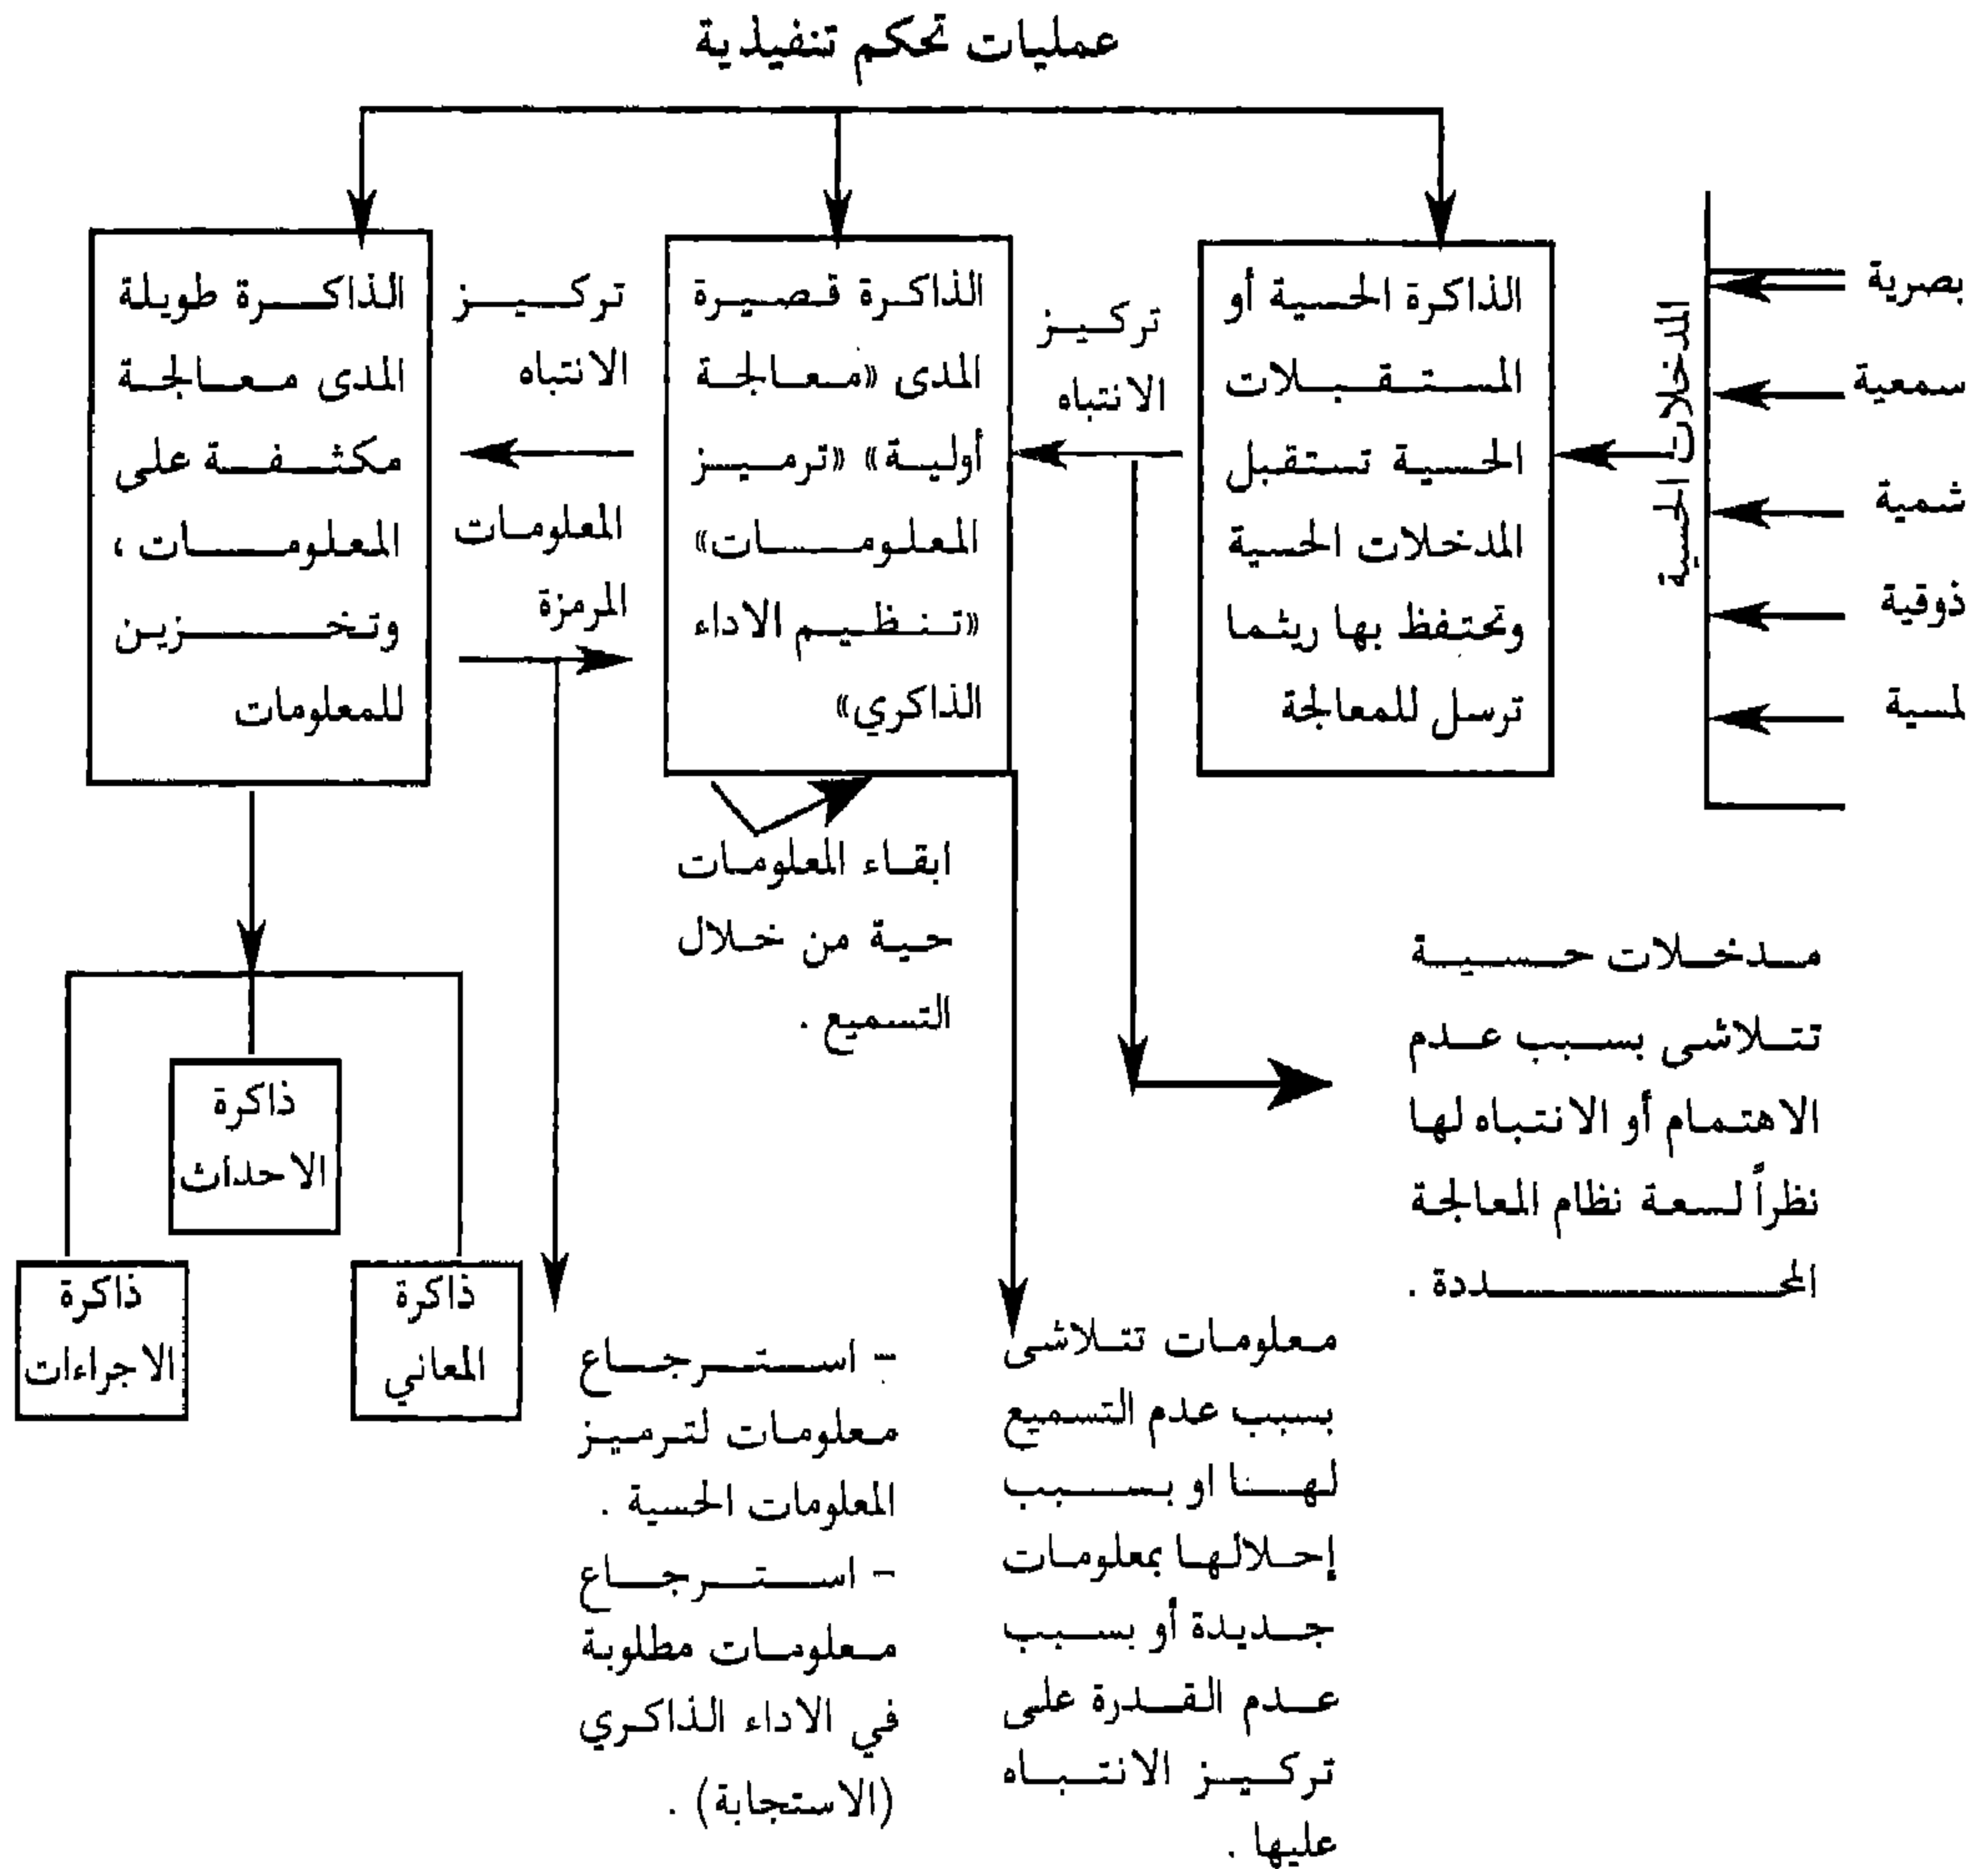 عمليات تحكم تنفيذية
بصرية
سمعية
شمية
ذوقية
لمسية
المدخلات الحسية
الذاكرة الحسية أو
المستقبلات
الحسية تستقبل
المدخلات الحسية
وتحتفظ بها ريثما
ترسل للمعالجة
تركيز
الانتباه
الذاكرة قصيرة
المدى «معالجة
أولية» «ترميز
المعلومات»
«تنظيم الاداء
الذاكري»
تركيز
الانتباه
المعلومات
المرمزة
الذاكرة طويلة
المدى معالجة
مكثفة على
المعلومات ،
وتخزين
للمعلومات
ابقاء المعلومات
حية من خلال
التسميع .
مدخلات حسية
تتلاشى بسبب عدم
الاهتمام أو الانتباه لها
نظراً لسعة نظام المعالجة
المحددة .
ذاكرة
الاحداث
ذاكرة
المعاني
ذاكرة
الاجراءات
معلومات تتلاشى
بسبب عدم التسميع
لها او بسبب
إحلالها بمعلومات
جديدة أو بسبب
عدم القدرة على
تركيز الانتباه
عليها .
- استرجاع
معلومات لترميز
المعلومات الحسية .
- استرجاع
معلومات مطلوبة
في الاداء الذاكري
(الاستجابة) .